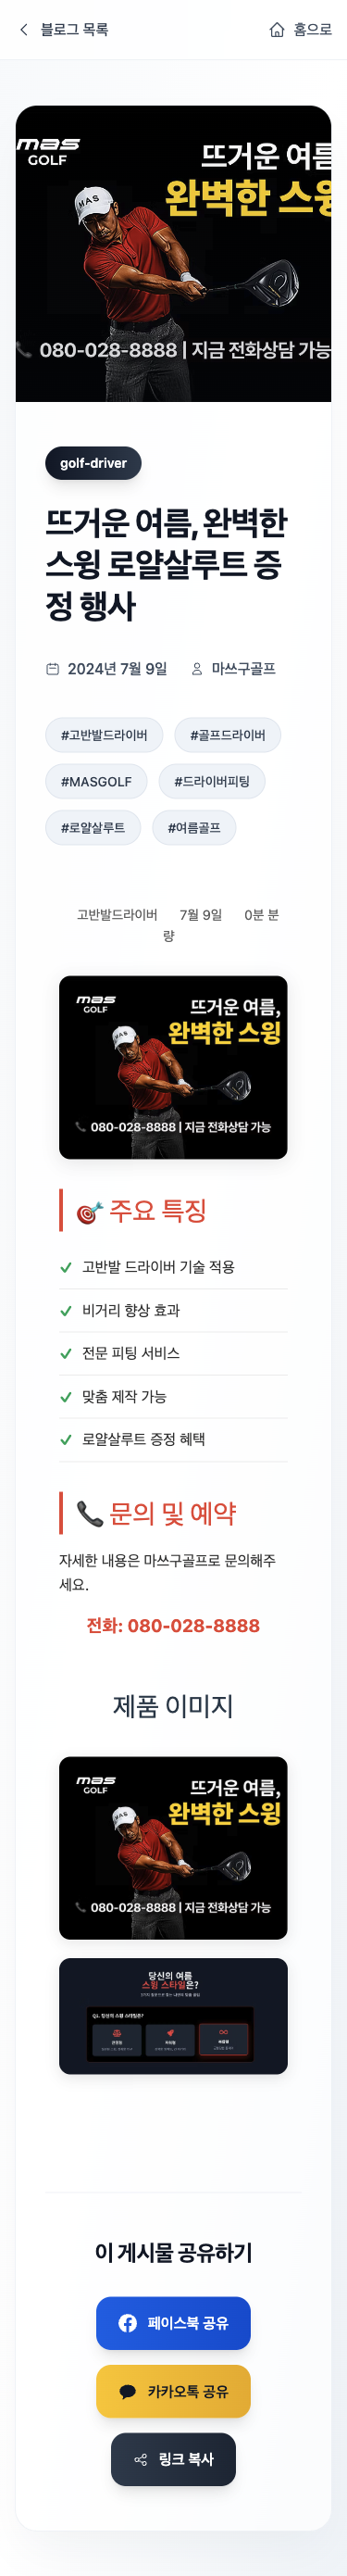 블로그 목록
홈으로
mas
GOLF
뜨거운 여름
완벽한 스윙
080-028-8888 | 지금 전화상담 가능
golf-driver
뜨거운 여름, 완벽한
스윙 로얄살루트 증
정 행사
2024년 7월 9일
마쓰구골프
#고반발드라이버
#골프드라이버
#MASGOLF
#드라이버피팅
#로얄살루트
#여름골프
고반발드라이버 7월 9일 0분 분
량
mas
GOLF
뜨거운 여름,
완벽한 스윙
080-028-8888 | 지금 전화상담 가능
주요 특징
고반발 드라이버 기술 적용
비거리 향상 효과
전문 피팅 서비스
맞춤 제작 가능
로얄살루트 증정 혜택
문의 및 예약
자세한 내용은 마쓰구골프로 문의해주
세요.
전화: 080-028-8888
제품 이미지
mas
GOLF
뜨거운 여름,
완벽한 스윙
080-028-8888 | 지금 전화상담 가능
당신의 여름
스윙 스타일은?
이 게시물 공유하기
페이스북 공유
카카오톡 공유
링크 복사